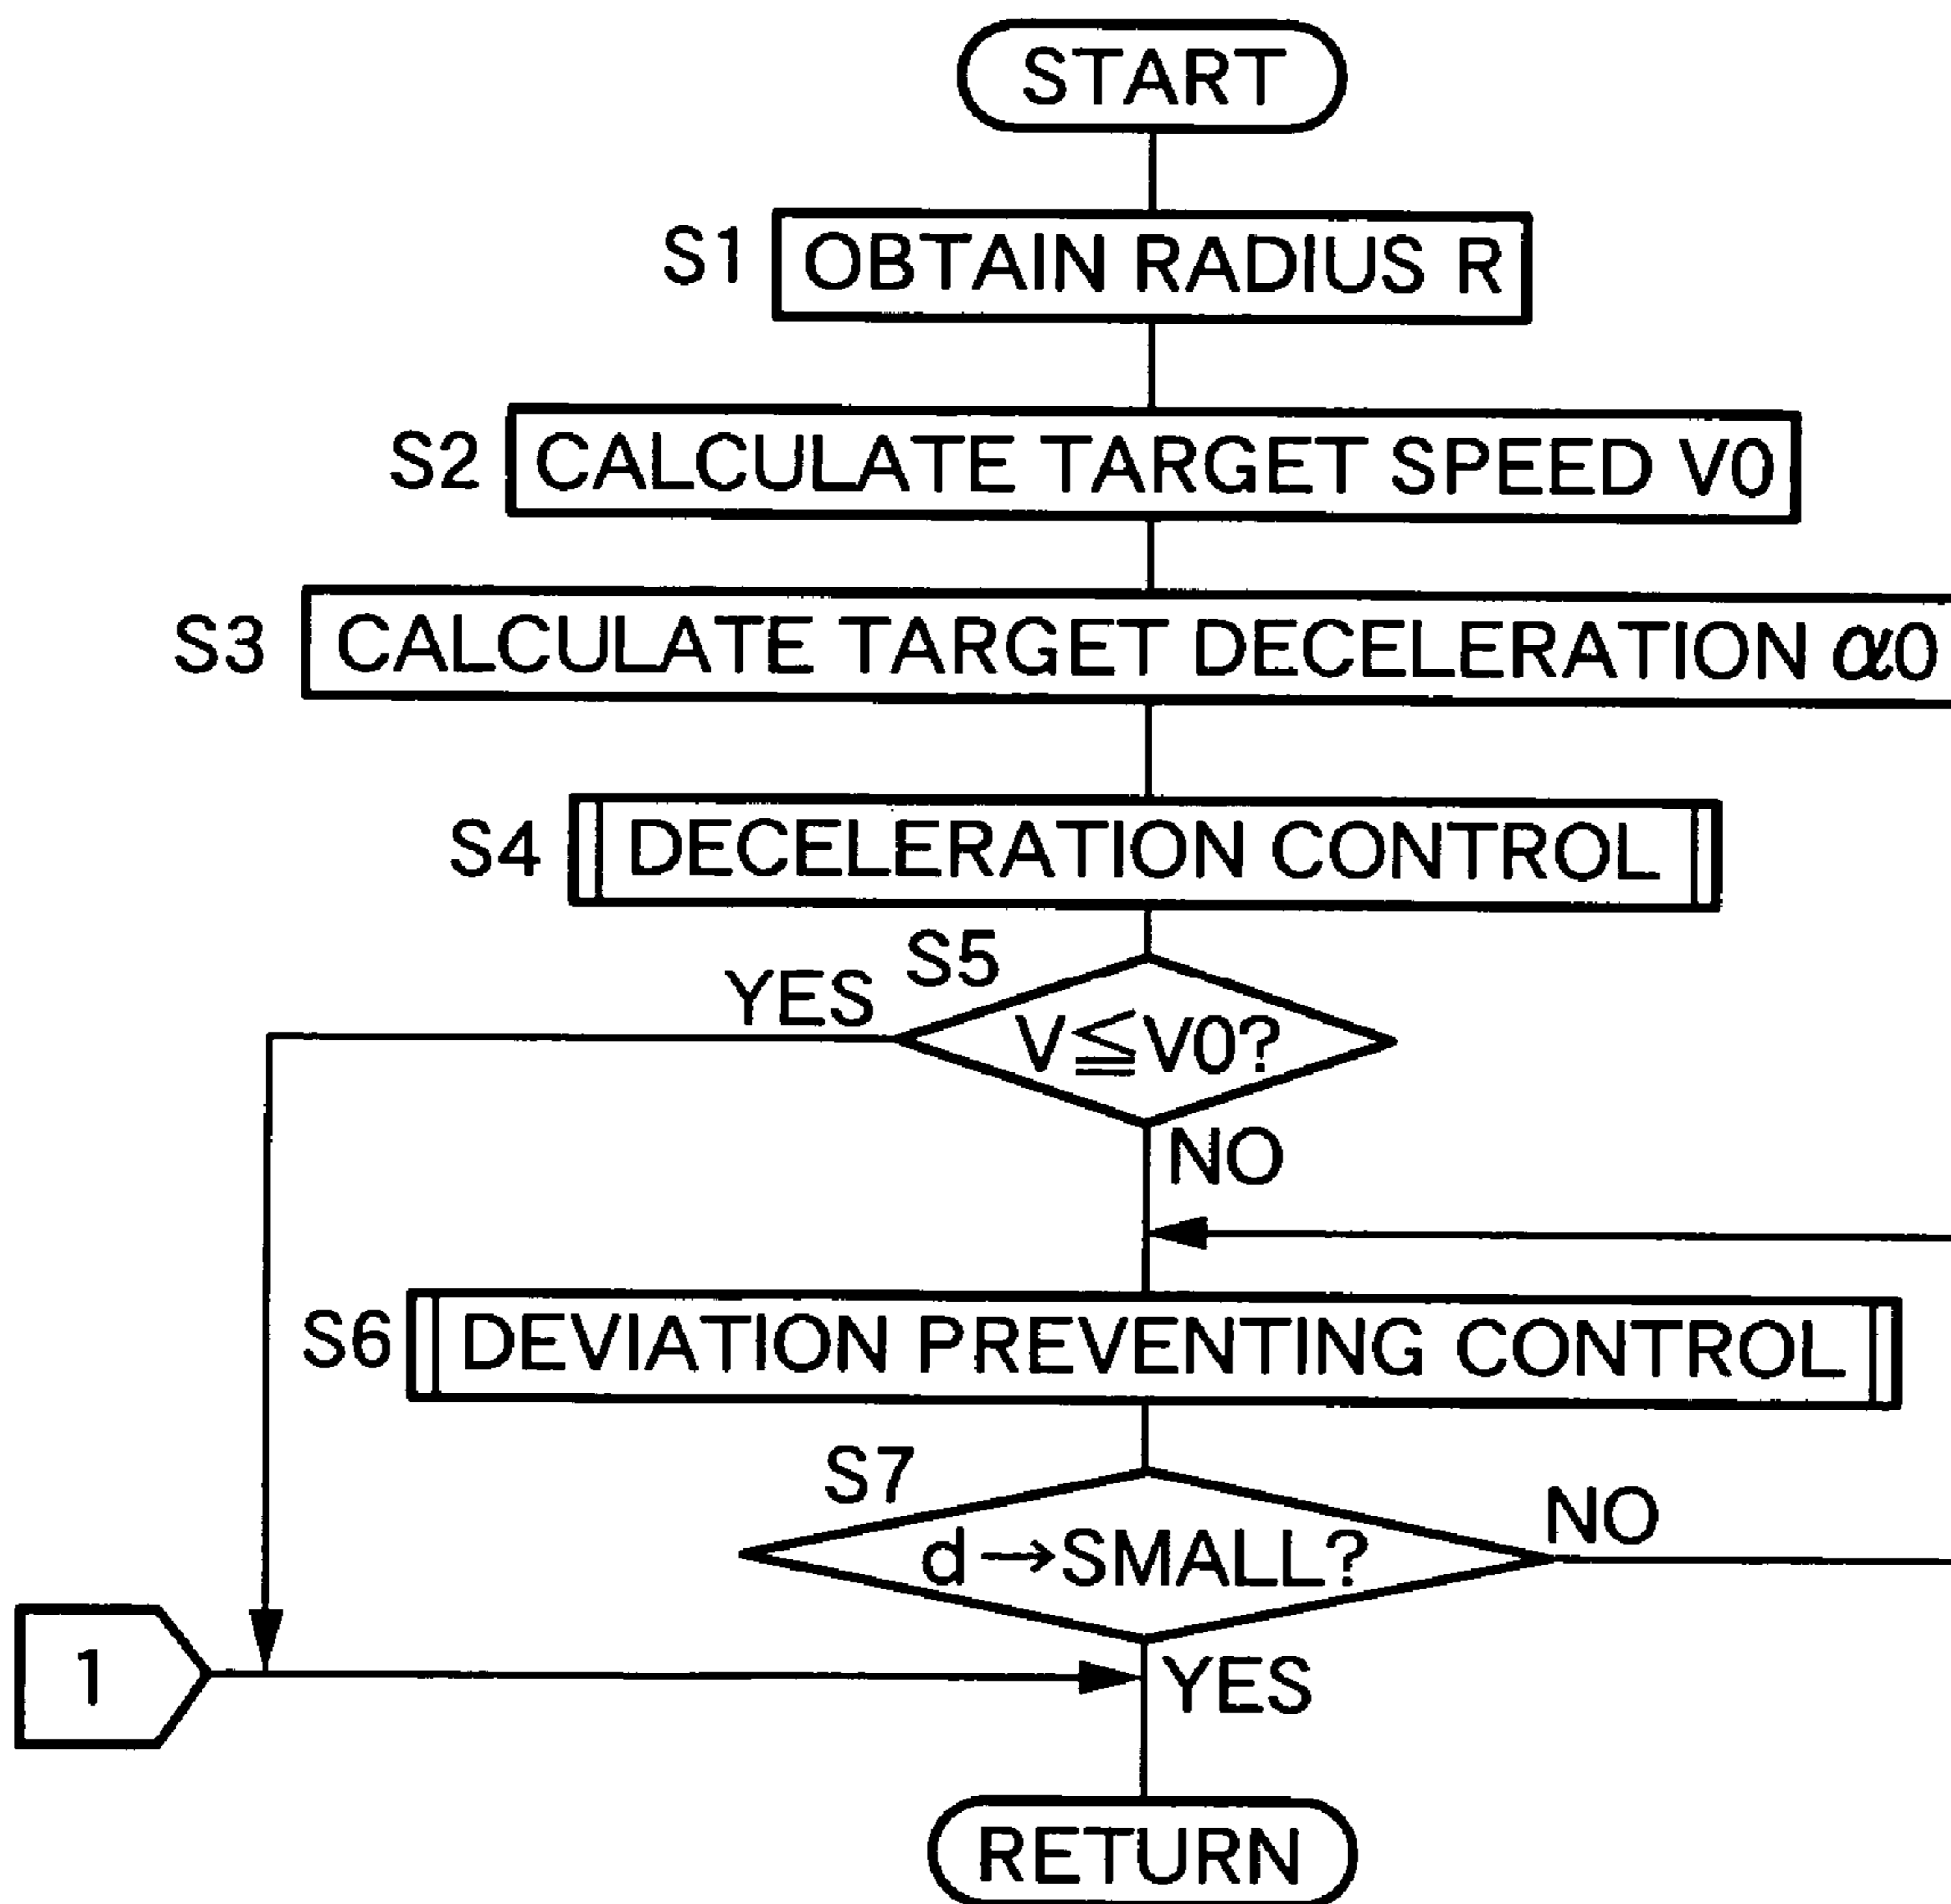 START
S1 OBTAIN RADIUS R
S2 CALCULATE TARGET SPEED V0
S3 CALCULATE TARGET DECELERATION α0
S4 DECELERATION CONTROL
S5
YES
V≦V0?
NO
S6 DEVIATION PREVENTING CONTROL
S7
NO
d→SMALL?
1
YES
RETURN